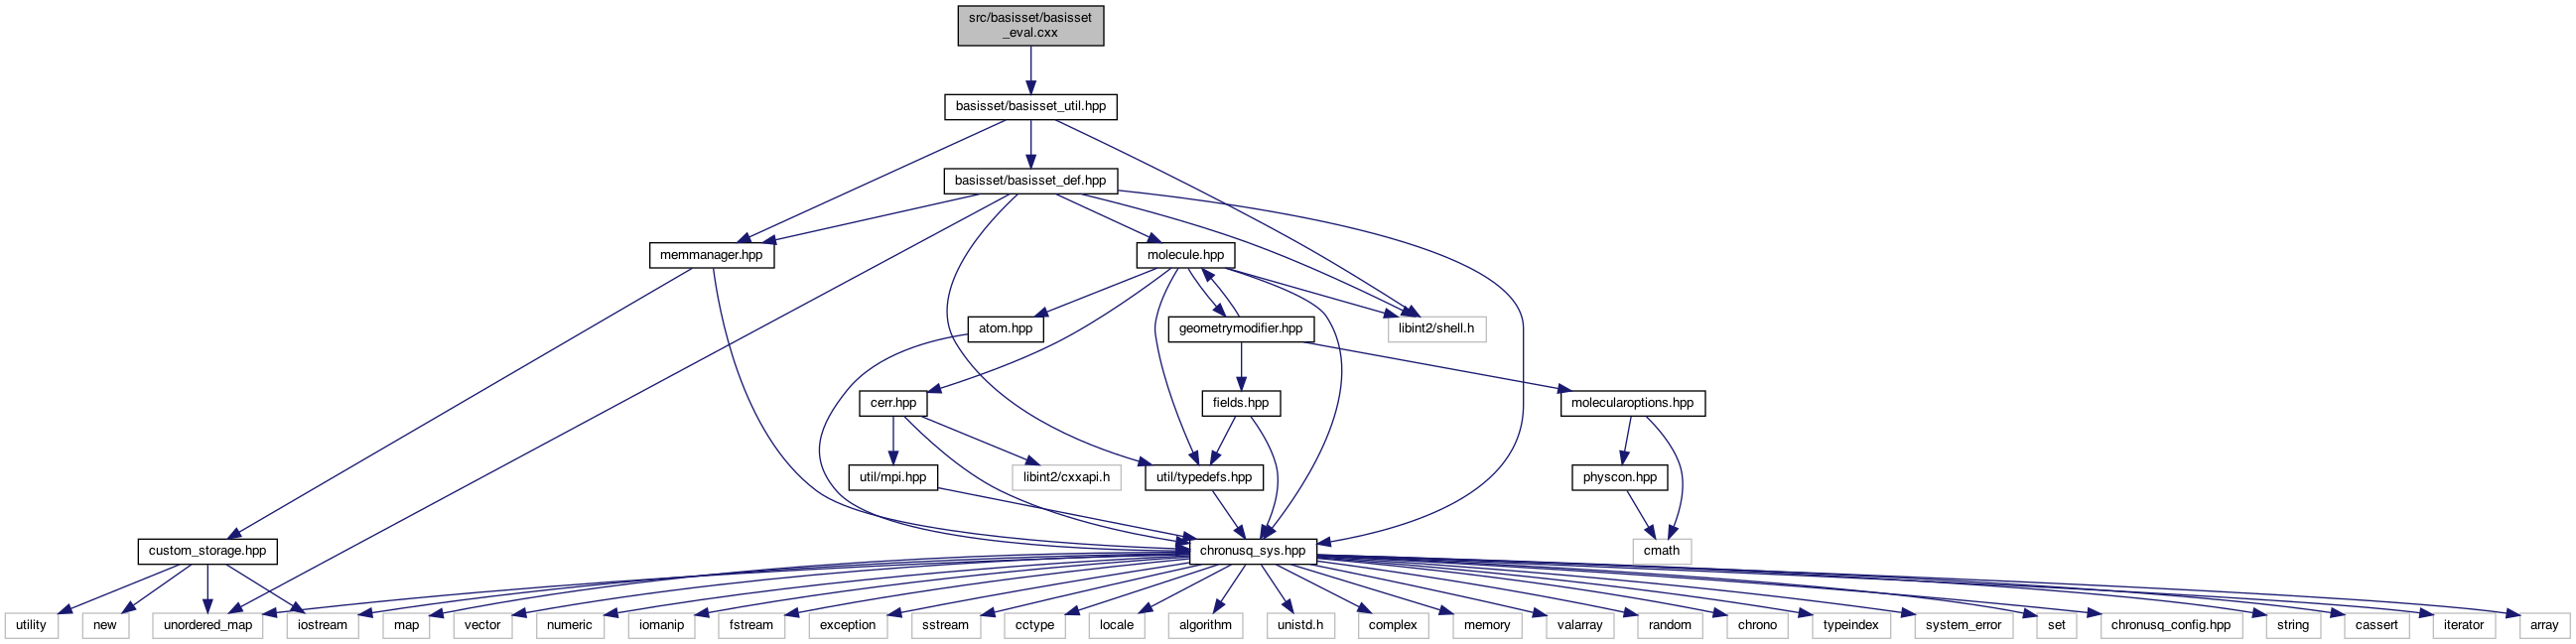 src/basisset/basisset
_eval.cxx
basisset/basisset_util.hpp
basisset/basisset_def.hpp
memmanager.hpp
molecule.hpp
atom.hpp
geometrymodifier.hpp
libint2/shell.h
cerr.hpp
fields.hpp
molecularoptions.hpp
util/mpi.hpp
libint2/cxxapi.h
util/typedefs.hpp
physcon.hpp
custom_storage.hpp
chronusq_sys.hpp
cmath
utility
new
unordered_map
iostream
map
vector
numeric
iomanip
fstream
exception
sstream
cctype
locale
algorithm
unistd.h
complex
memory
valarray
random
chrono
typeindex
system_error
set
chronusq_config.hpp
string
cassert
iterator
array